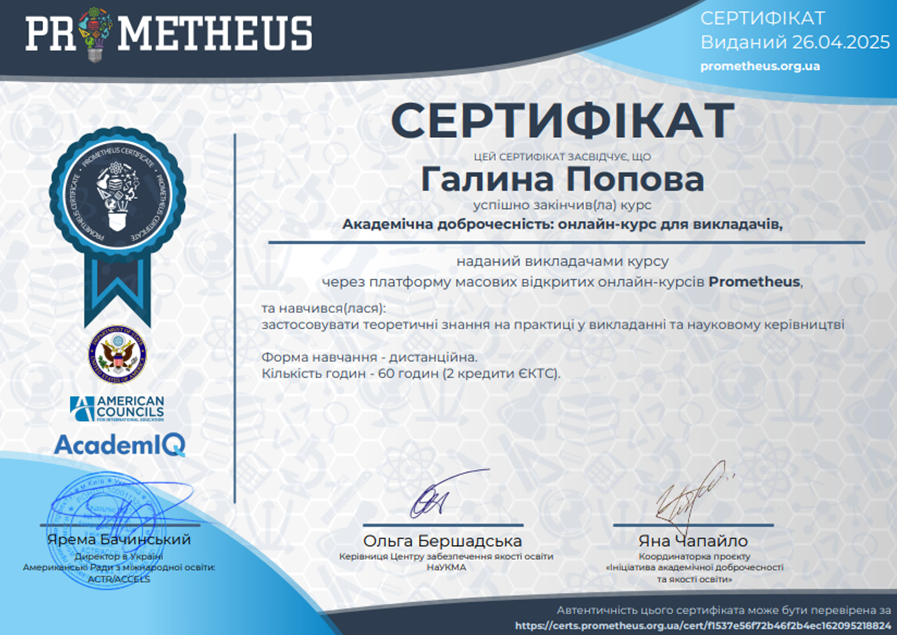 PROMETHEUS
СЕРТИФІКАТ
Виданий 26.04.2025
prometheus.org.ua
СЕРТИФІКАТ
ЦЕЙ СЕРТИФІКАТ ЗАСВІДЧУЄ, ЩО
Галина Попова
успішно закінчив(ла) курс
Академічна доброчесність: онлайн-курс для викладачів,
наданий викладачами курсу
через платформу масових відкритих онлайн-курсів Prometheus,
та навчився(лася):
застосовувати теоретичні знання на практиці у викладанні та науковому керівництві
Форма навчання - дистанційна.
Кількість годин - 60 годин (2 кредити ЄКТС).
PROMETHEUS CERTIFICATE · PROMETHEUS CERTIFICATE · PROMETHEUS CERTIFICATE
AMERICAN
COUNCILS
FOR INTERNATIONAL EDUCATION
AcademIQ
Ярема Бачинський
Директор в Україні
Американські Ради з міжнародної освіти:
ACTR/ACCELS
Ольга Бершадська
Керівниця Центру забезпечення якості освіти
НаУКМА
Яна Чапайло
Координаторка проєкту
«Ініціатива академічної доброчесності
та якості освіти»
Автентичність цього сертифіката може бути перевірена за
https://certs.prometheus.org.ua/cert/f1537e56f72b46f2b4ec162095218824